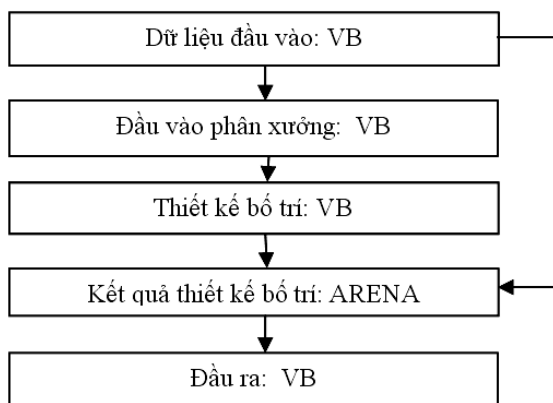 Dữ liệu đầu vào: VB
Đầu vào phân xưởng: VB
Thiết kế bố trí: VB
Kết quả thiết kế bố trí: ARENA
Đầu ra: VB